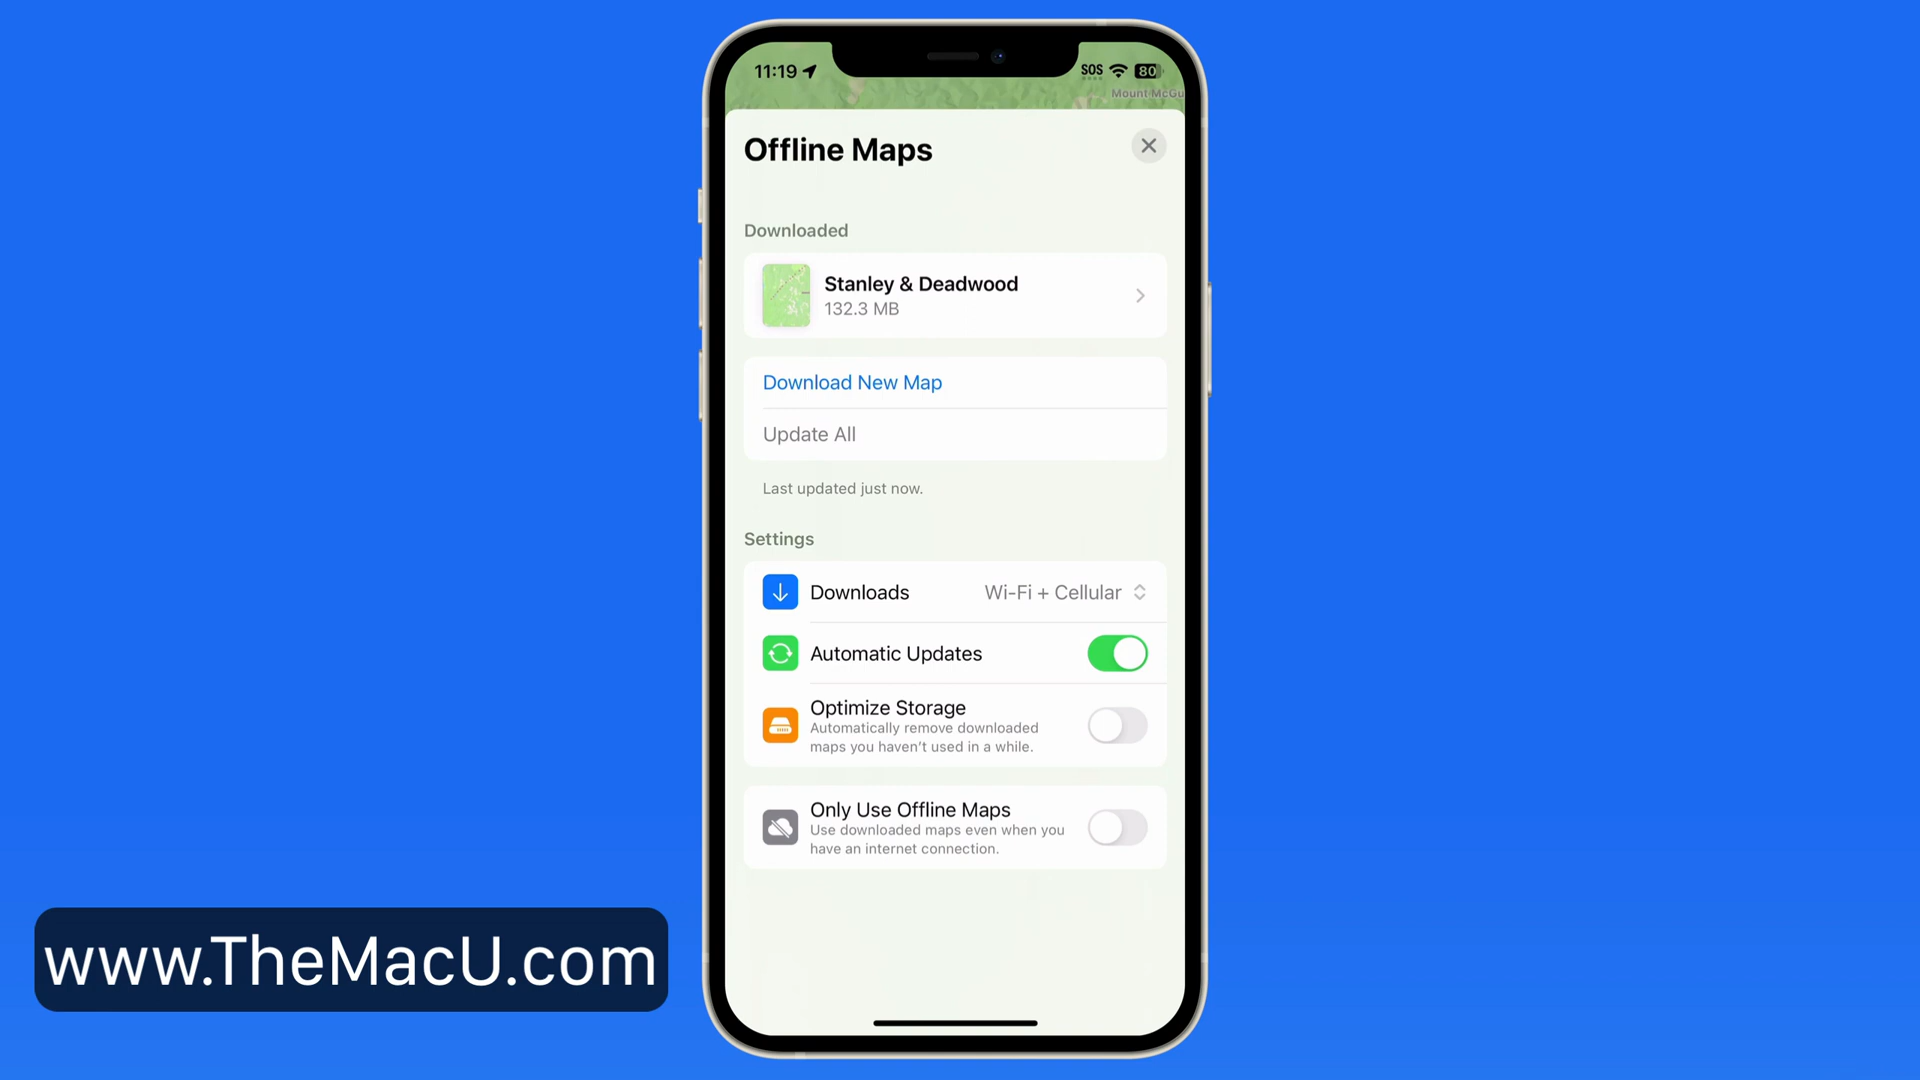 11:19
SOS
80
Offline Maps
Downloaded
Stanley & Deadwood
132.3 MB
Download New Map
Update All
Last updated just now.
Settings
Downloads
Wi-Fi + Cellular
Automatic Updates
Optimize Storage
Automatically remove downloaded
maps you haven’t used in a while.
Only Use Offline Maps
Use downloaded maps even when you
have an internet connection.
www.TheMacU.com